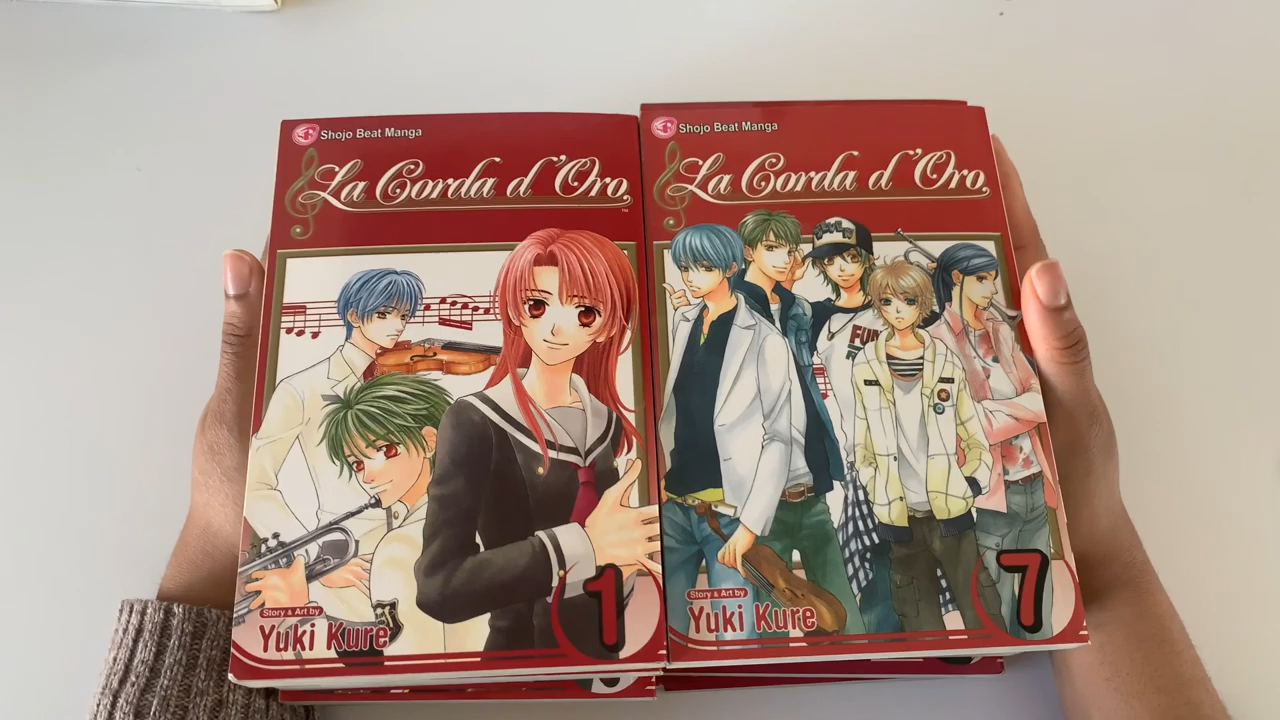 Shojo Beat Manga
La Corda d'Oro
TM
Story & Art by
Yuki Kure
1
Shojo Beat Manga
La Corda d'Oro
Story & Art by
Yuki Kure
7